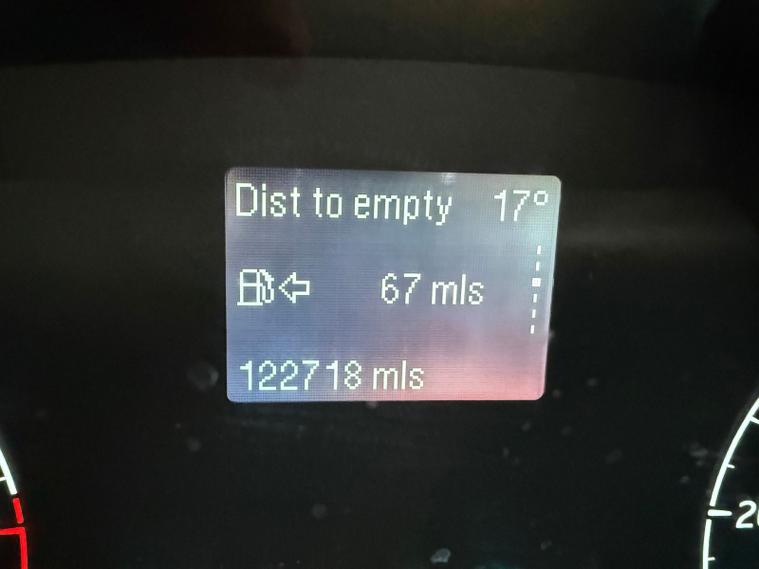 Dist to empty 17°
67 mls
122718 mls